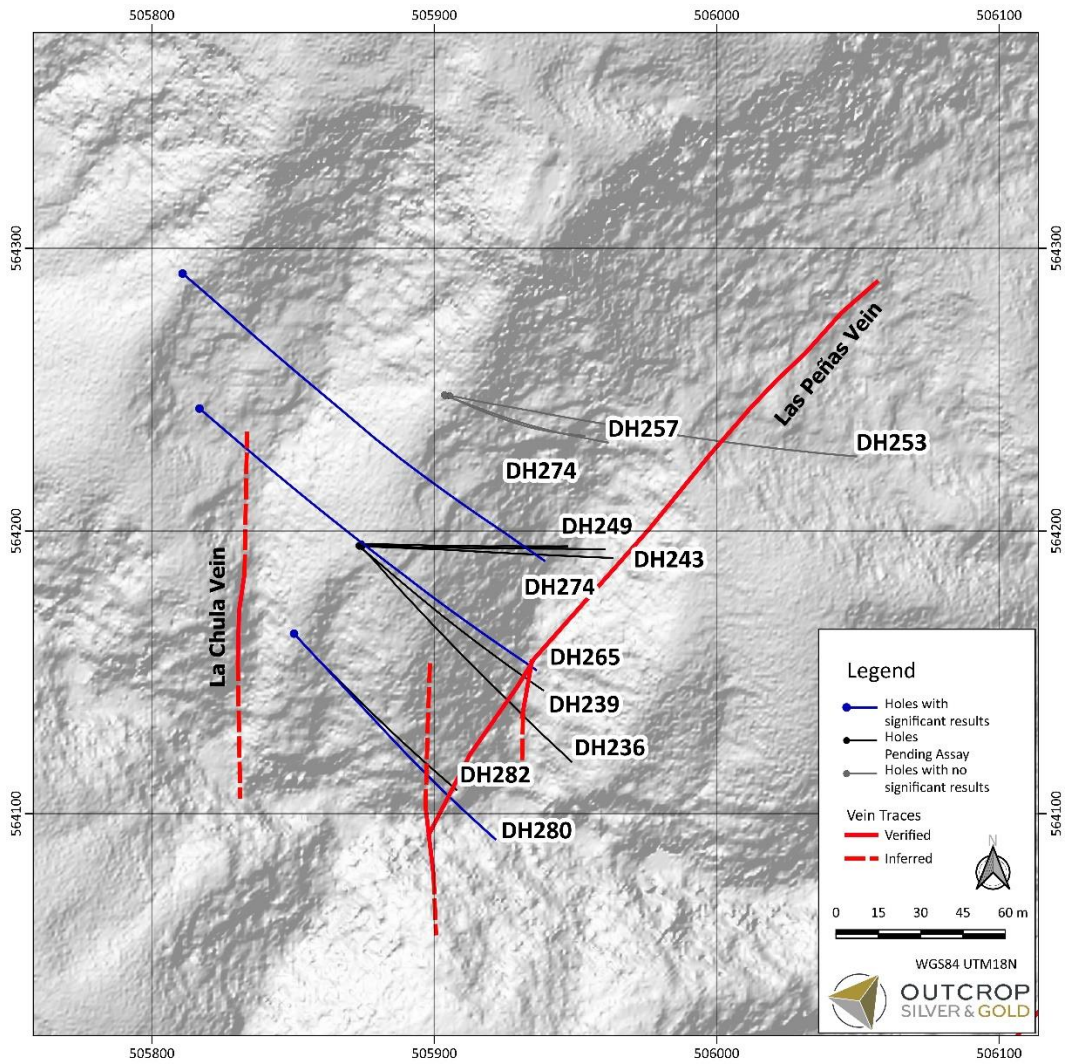 505800
505900
506000
506100
564300
564300
Las Peñas Vein
DH257
DH253
DH274
DH249
564200
564200
DH243
DH274
La Chula Vein
DH265
DH239
DH236
DH282
564100
564100
DH280
Legend
Holes with
significant results
Holes
Pending Assay
Holes with no
significant results
Vein Traces
Verified
Inferred
N
0 15 30 45 60 m
WGS84 UTM18N
OUTCROP
SILVER & GOLD
505800
505900
506000
506100